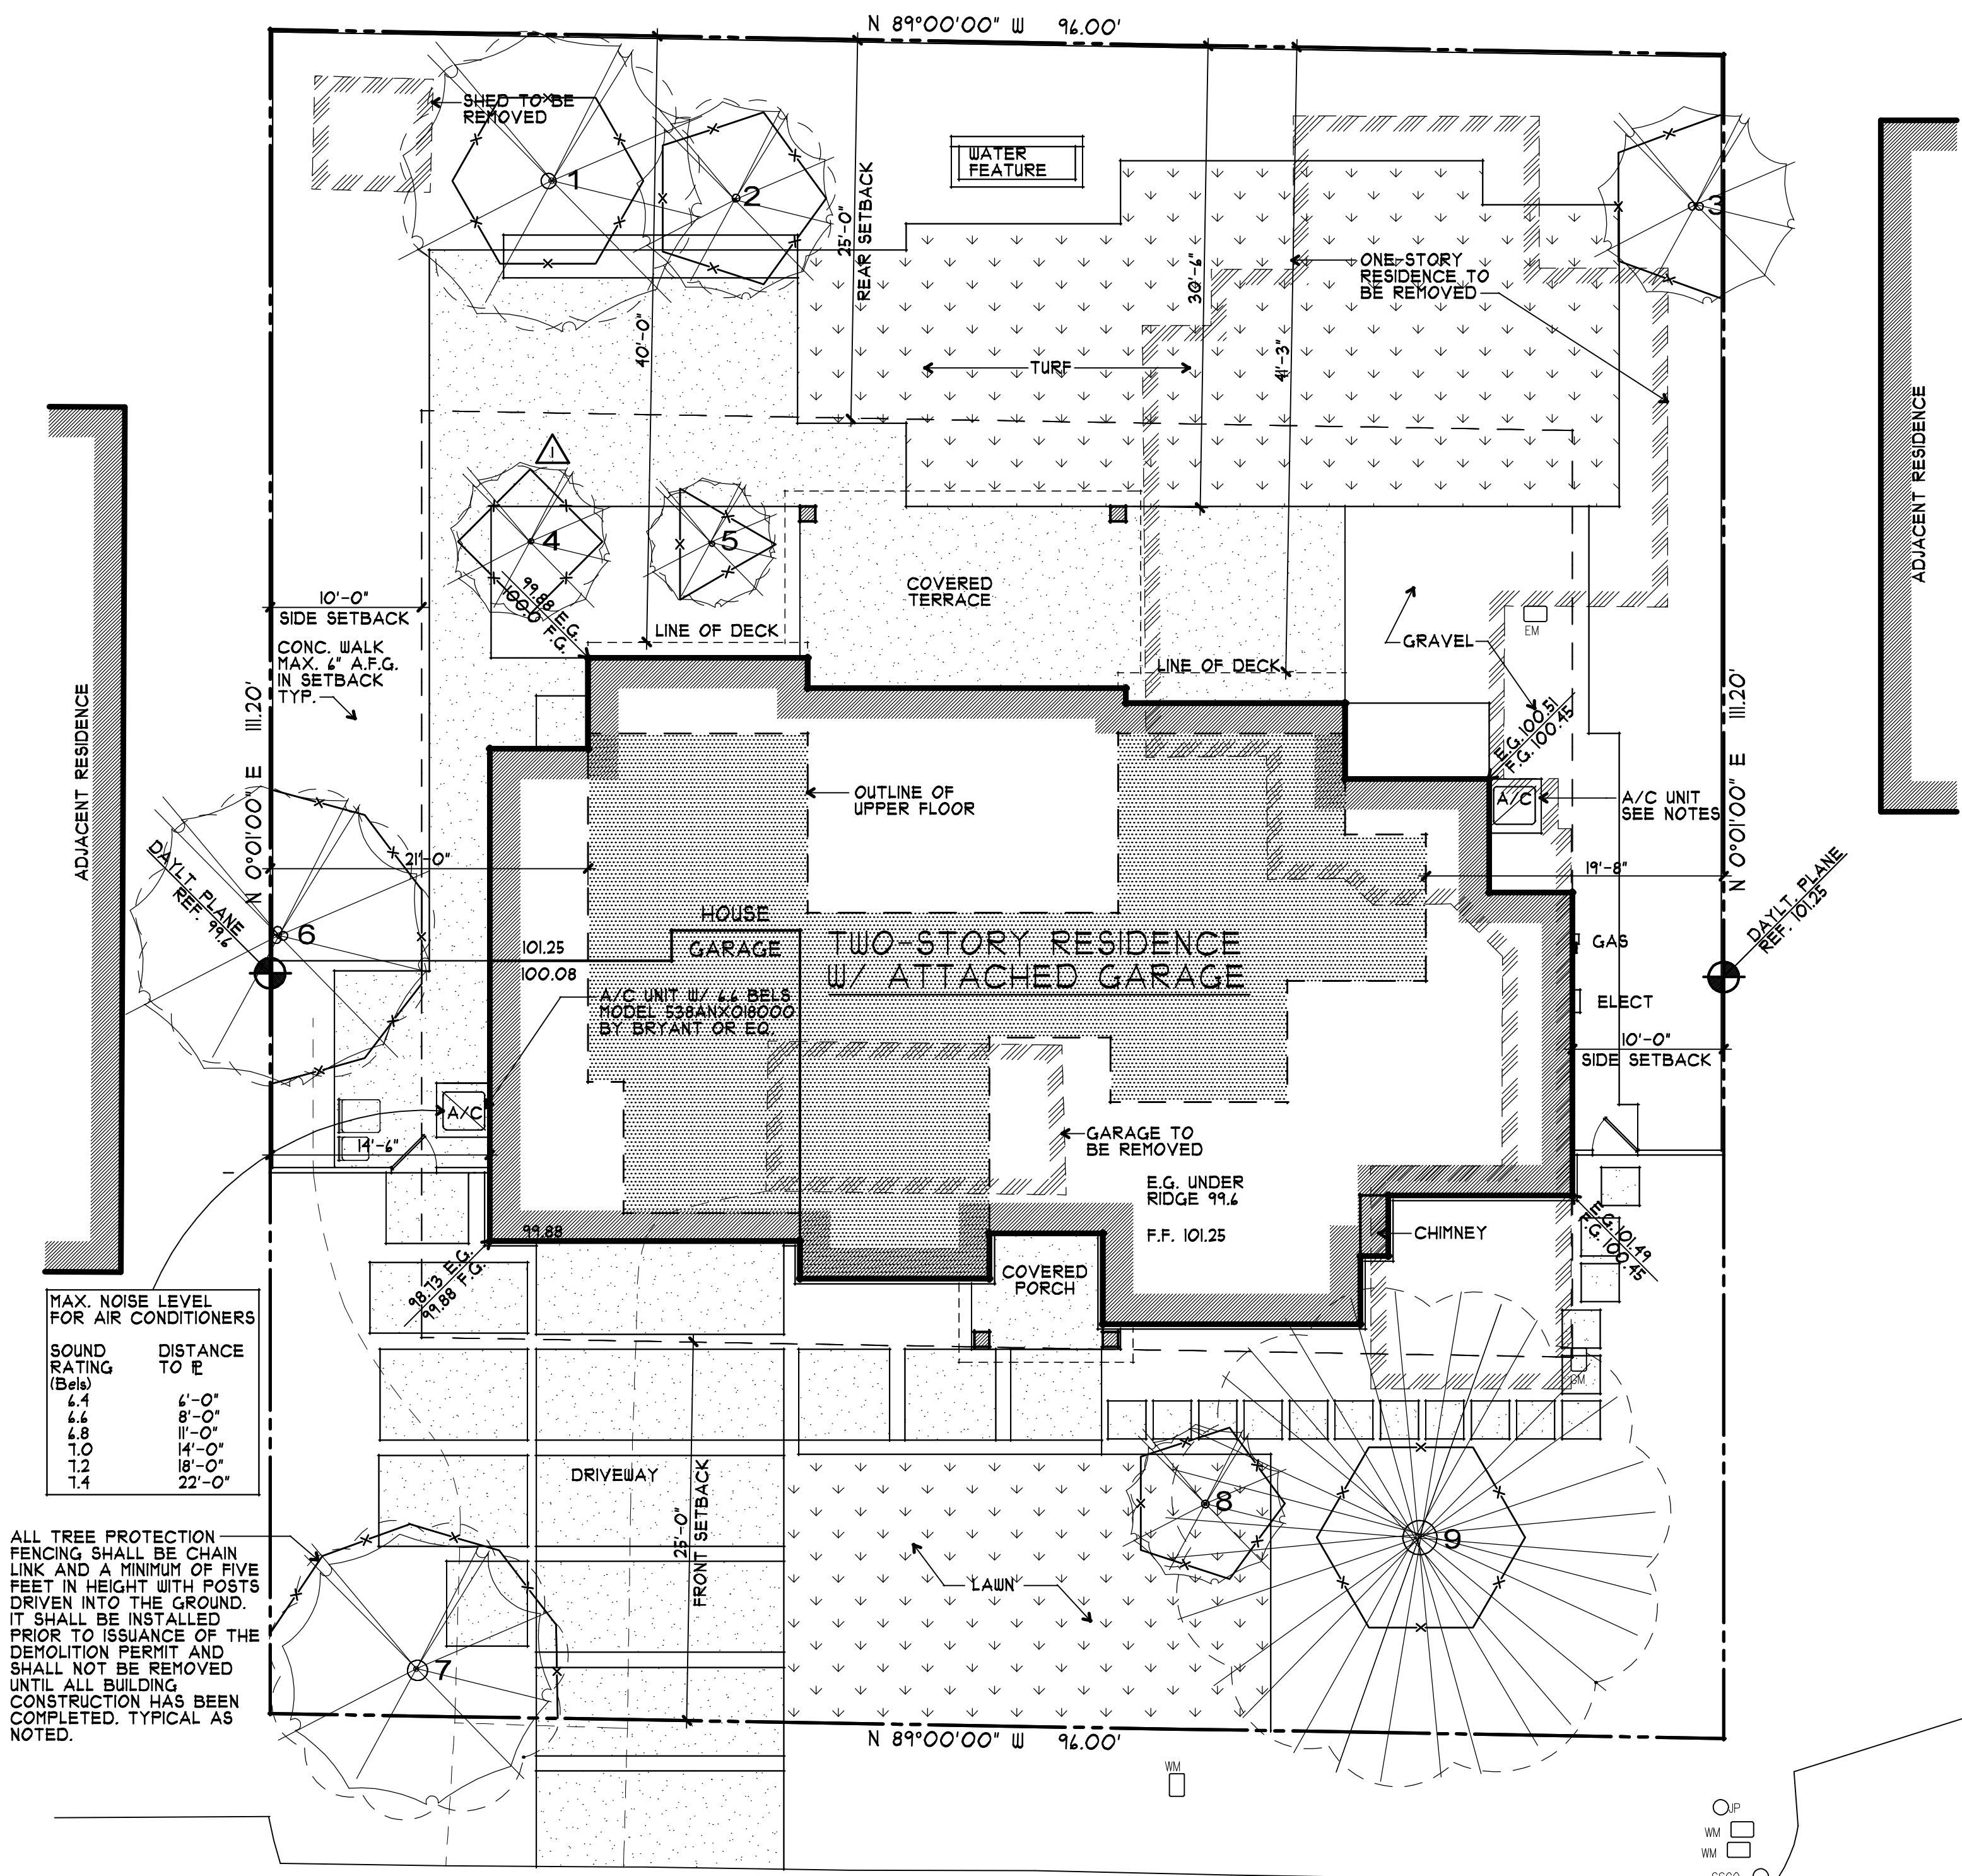 N 89°00'00" W 96.00'
SHED TO BE
REMOVED
1
2
3
WATER
FEATURE
25'-0"
REAR SETBACK
40'-0"
30'-6"
41'-3"
ONE-STORY
RESIDENCE TO
BE REMOVED
TURF
ADJACENT RESIDENCE
1
4
5
99.88 E.G.
100.0 F.G.
10'-0"
SIDE SETBACK
COVERED
TERRACE
LINE OF DECK
LINE OF DECK
GRAVEL
EM
CONC. WALK
MAX. 6" A.F.G.
IN SETBACK
TYP.
ADJACENT RESIDENCE
N 0°01'00" E 111.20'
N 0°01'00" E 111.20'
E.G. 100.51
F.G. 100.45
OUTLINE OF
UPPER FLOOR
A/C
A/C UNIT
SEE NOTES
21'-0"
19'-8"
DAYLT. PLANE
REF. 99.6
6
DAYLT. PLANE
REF. 101.25
HOUSE
GARAGE
101.25
100.08
TWO-STORY RESIDENCE
W/ ATTACHED GARAGE
GAS
ELECT
A/C UNIT W/ 6.6 BELS
MODEL 538ANX018000
BY BRYANT OR EQ.
10'-0"
SIDE SETBACK
A/C
14'-6"
GARAGE TO
BE REMOVED
E.G. UNDER
RIDGE 99.6
F.F. 101.25
CHIMNEY
E.G. 101.49
F.G. 100.45
99.88
98.73 E.G.
99.88 F.G.
COVERED
PORCH
GM
MAX. NOISE LEVEL
FOR AIR CONDITIONERS
SOUND DISTANCE
RATING TO PL
(Bels)
6.4 6'-0"
6.6 8'-0"
6.8 11'-0"
7.0 14'-0"
7.2 18'-0"
7.4 22'-0"
DRIVEWAY
25'-0"
FRONT SETBACK
8
9
LAWN
7
ALL TREE PROTECTION
FENCING SHALL BE CHAIN
LINK AND A MINIMUM OF FIVE
FEET IN HEIGHT WITH POSTS
DRIVEN INTO THE GROUND.
IT SHALL BE INSTALLED
PRIOR TO ISSUANCE OF THE
DEMOLITION PERMIT AND
SHALL NOT BE REMOVED
UNTIL ALL BUILDING
CONSTRUCTION HAS BEEN
COMPLETED. TYPICAL AS
NOTED.
N 89°00'00" W 96.00'
WM
JP
WM
WM